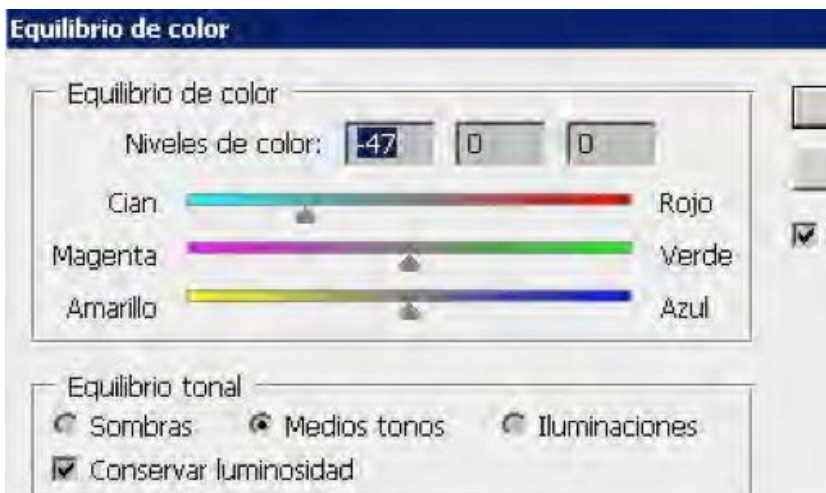 Equilibrio de color
Equilibrio de color
Niveles de color: -47 0 0
Cian Rojo
Magenta Verde
Amarillo Azul
Equilibrio tonal
Sombras Medios tonos Iluminaciones
Conservar luminosidad